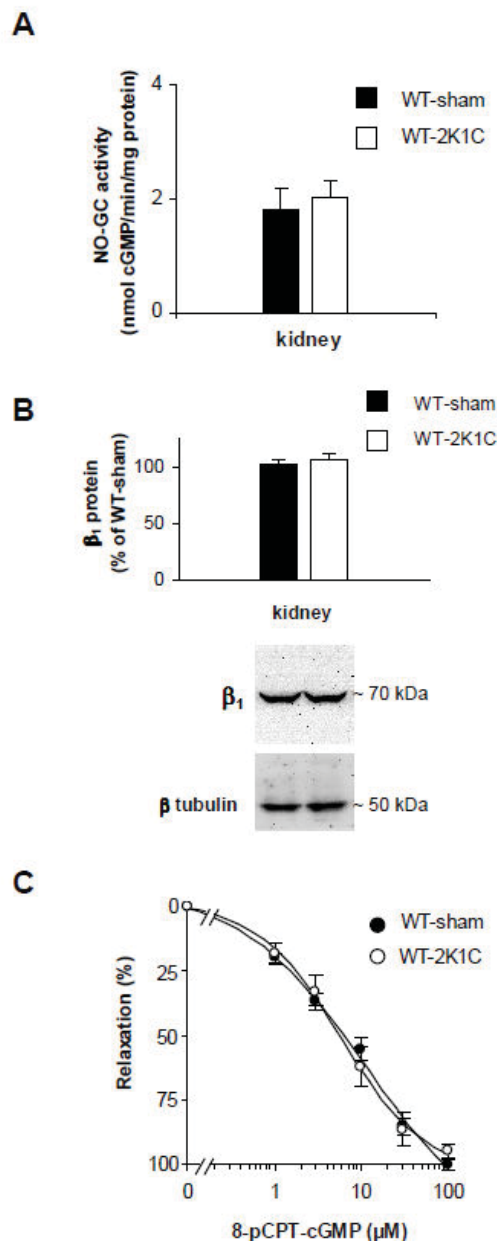 A
NO-GC activity
(nmol cGMP/min/mg protein)
4
2
0
WT-sham
WT-2K1C
kidney
B
β₁ protein
(% of WT-sham)
100
50
0
WT-sham
WT-2K1C
kidney
β₁
~ 70 kDa
β tubulin
~ 50 kDa
C
Relaxation (%)
0
25
50
75
100
WT-sham
WT-2K1C
0 1 10 100
8-pCPT-cGMP (µM)